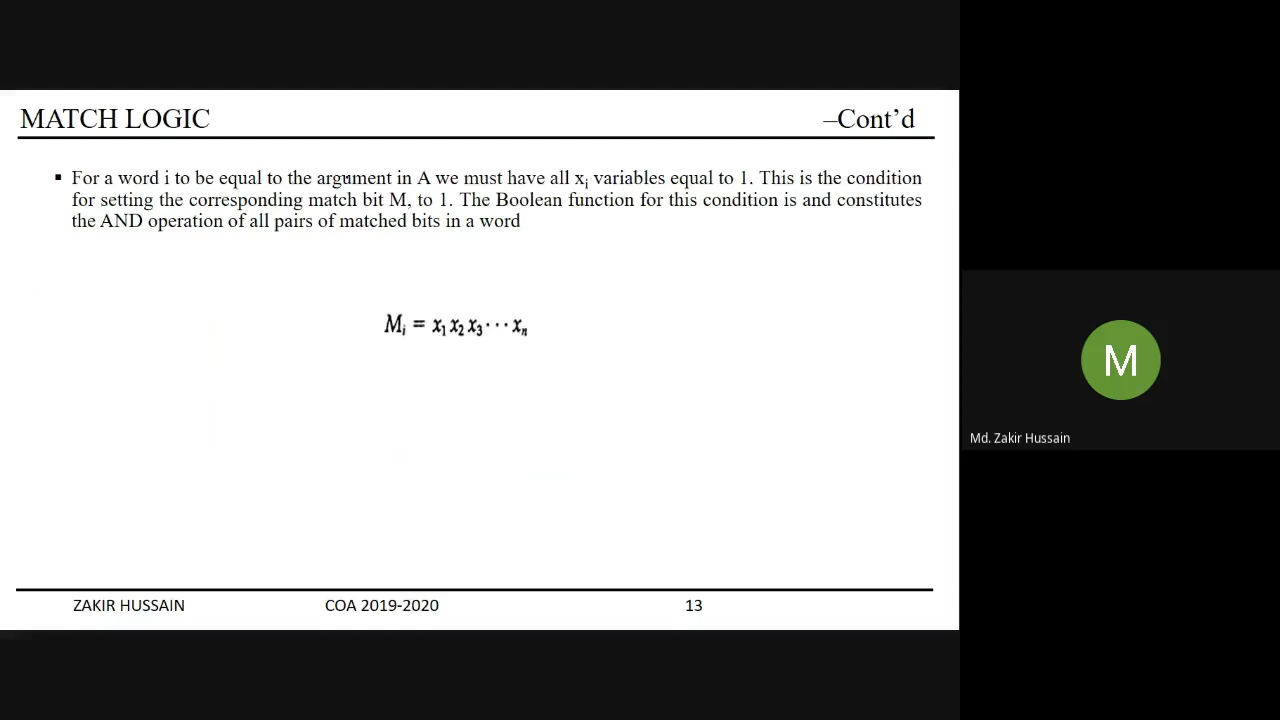 MATCH LOGIC –Cont’d
▪ For a word i to be equal to the argument in A we must have all xᵢ variables equal to 1. This is the condition
for setting the corresponding match bit M, to 1. The Boolean function for this condition is and constitutes
the AND operation of all pairs of matched bits in a word
Mᵢ = x₁ x₂ x₃ ··· xₙ
M
Md. Zakir Hussain
ZAKIR HUSSAIN COA 2019-2020 13